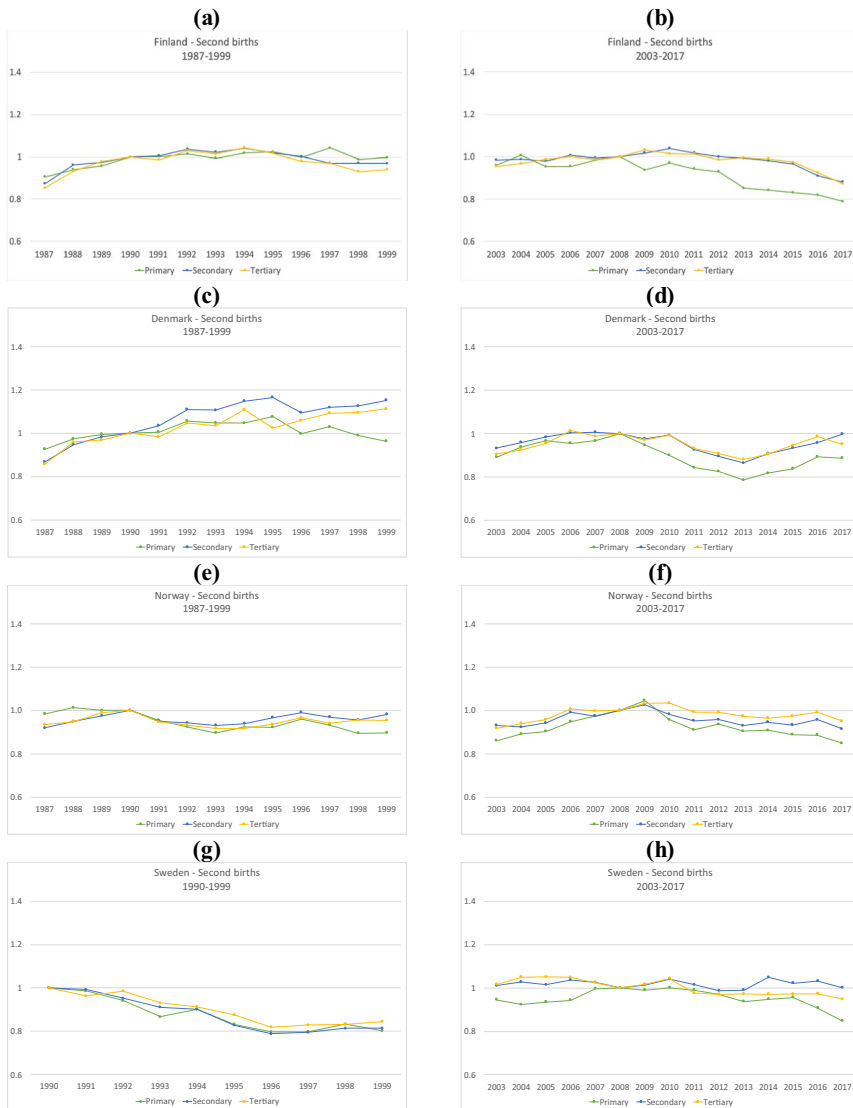 (a)
Finland - Second births
1987-1999
1.4
1.2
1
0.8
0.6
1987 1988 1989 1990 1991 1992 1993 1994 1995 1996 1997 1998 1999
Primary Secondary Tertiary
(b)
Finland - Second births
2003-2017
1.4
1.2
1
0.8
0.6
2003 2004 2005 2006 2007 2008 2009 2010 2011 2012 2013 2014 2015 2016 2017
Primary Secondary Tertiary
(c)
Denmark - Second births
1987-1999
1.4
1.2
1
0.8
0.6
1987 1988 1989 1990 1991 1992 1993 1994 1995 1996 1997 1998 1999
Primary Secondary Tertiary
(d)
Denmark - Second births
2003-2017
1.4
1.2
1
0.8
0.6
2003 2004 2005 2006 2007 2008 2009 2010 2011 2012 2013 2014 2015 2016 2017
Primary Secondary Tertiary
(e)
Norway - Second births
1987-1999
1.4
1.2
1.0
0.8
0.6
1987 1988 1989 1990 1991 1992 1993 1994 1995 1996 1997 1998 1999
Primary Secondary Tertiary
(f)
Norway - Second births
2003-2017
1.4
1.2
1.0
0.8
0.6
2003 2004 2005 2006 2007 2008 2009 2010 2011 2012 2013 2014 2015 2016 2017
Primary Secondary Tertiary
(g)
Sweden - Second births
1990-1999
1.4
1.2
1
0.8
0.6
1990 1991 1992 1993 1994 1995 1996 1997 1998 1999
Primary Secondary Tertiary
(h)
Sweden - Second births
2003-2017
1.4
1.2
1
0.8
0.6
2003 2004 2005 2006 2007 2008 2009 2010 2011 2012 2013 2014 2015 2016 2017
Primary Secondary Tertiary